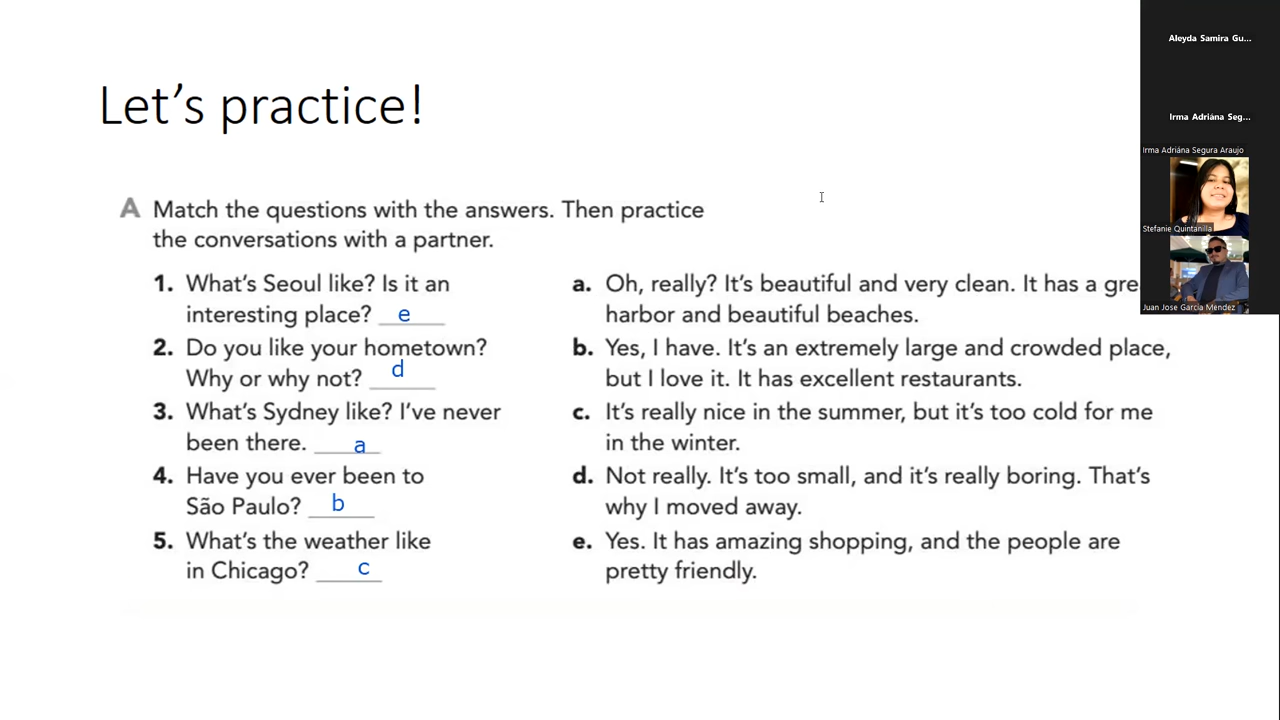 Let's practice!
A Match the questions with the answers. Then practice
the conversations with a partner.
1. What's Seoul like? Is it an
interesting place? e
2. Do you like your hometown?
Why or why not? d
3. What's Sydney like? I've never
been there. a
4. Have you ever been to
São Paulo? b
5. What's the weather like
in Chicago? c
a. Oh, really? It's beautiful and very clean. It has a gre
harbor and beautiful beaches.
b. Yes, I have. It's an extremely large and crowded place,
but I love it. It has excellent restaurants.
c. It's really nice in the summer, but it's too cold for me
in the winter.
d. Not really. It's too small, and it's really boring. That's
why I moved away.
e. Yes. It has amazing shopping, and the people are
pretty friendly.
Aleyda Samira Gu...
Irma Adriána Seg...
Irma Adriána Segura Araujo
Stefanie Quintanilla
Juan Jose Garcia Mendez